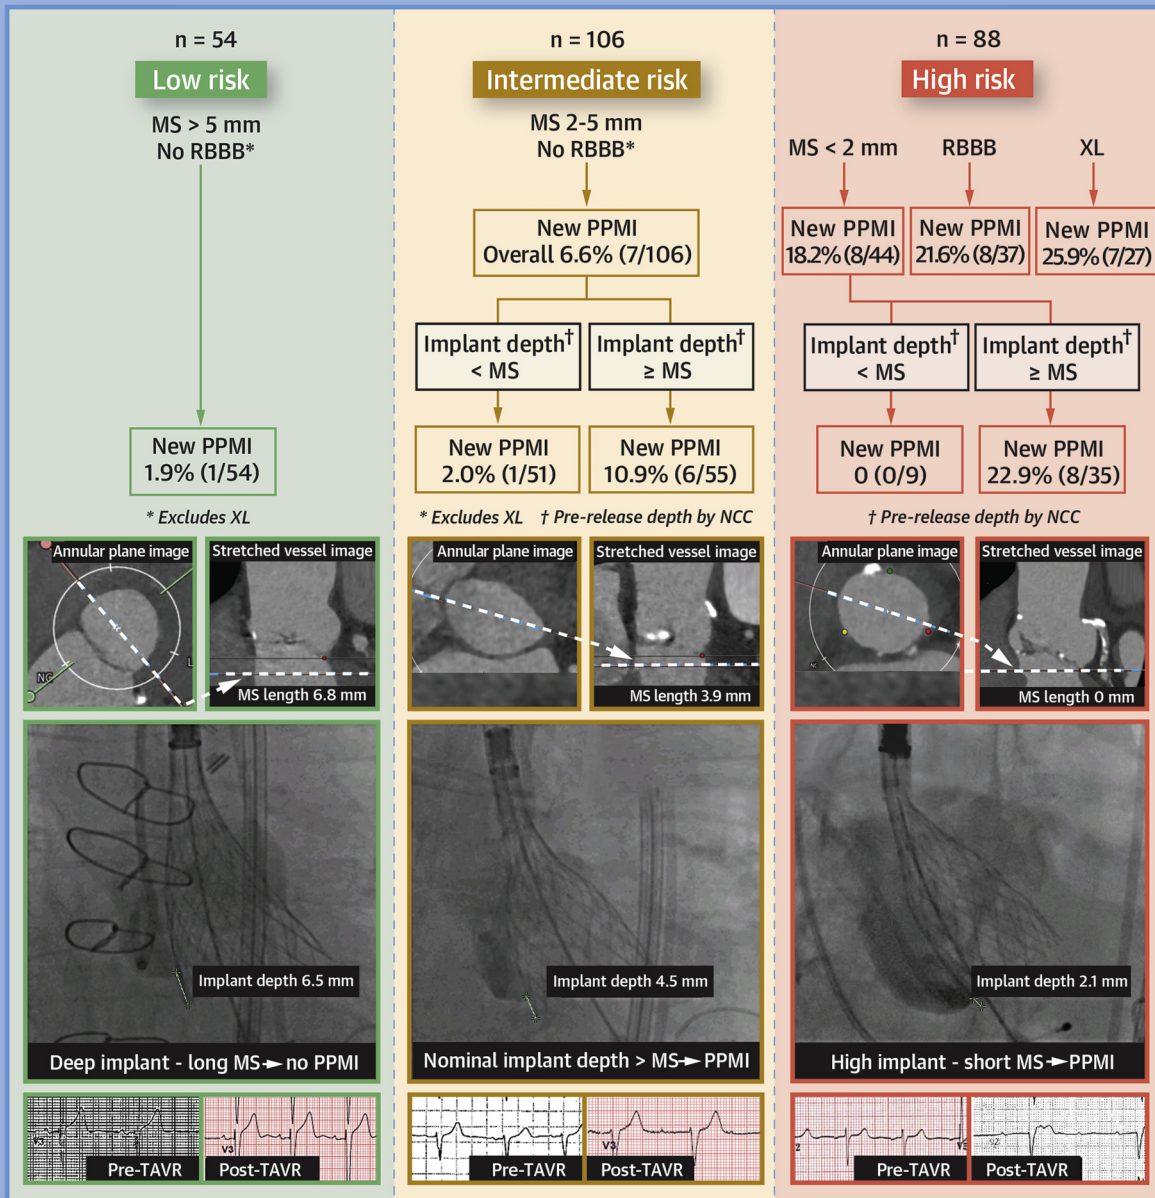 n = 54
Low risk
MS > 5 mm
No RBBB*
New PPMI
1.9% (1/54)
* Excludes XL
Annular plane image
NC
L
Stretched vessel image
MS length 6.8 mm
Implant depth 6.5 mm
Deep implant - long MS→no PPMI
V3
Pre-TAVR
V3
Post-TAVR
n = 106
Intermediate risk
MS 2-5 mm
No RBBB*
New PPMI
Overall 6.6% (7/106)
Implant depth†
< MS
Implant depth†
≥ MS
New PPMI
2.0% (1/51)
New PPMI
10.9% (6/55)
* Excludes XL † Pre-release depth by NCC
Annular plane image
Stretched vessel image
MS length 3.9 mm
Implant depth 4.5 mm
Nominal implant depth > MS→PPMI
Pre-TAVR
V3
Post-TAVR
n = 88
High risk
MS < 2 mm
RBBB
XL
New PPMI
18.2% (8/44)
New PPMI
21.6% (8/37)
New PPMI
25.9% (7/27)
Implant depth†
< MS
Implant depth†
≥ MS
New PPMI
0 (0/9)
New PPMI
22.9% (8/35)
† Pre-release depth by NCC
Annular plane image
NC
Stretched vessel image
MS length 0 mm
Implant depth 2.1 mm
High implant - short MS→PPMI
2
Pre-TAVR
Post-TAVR